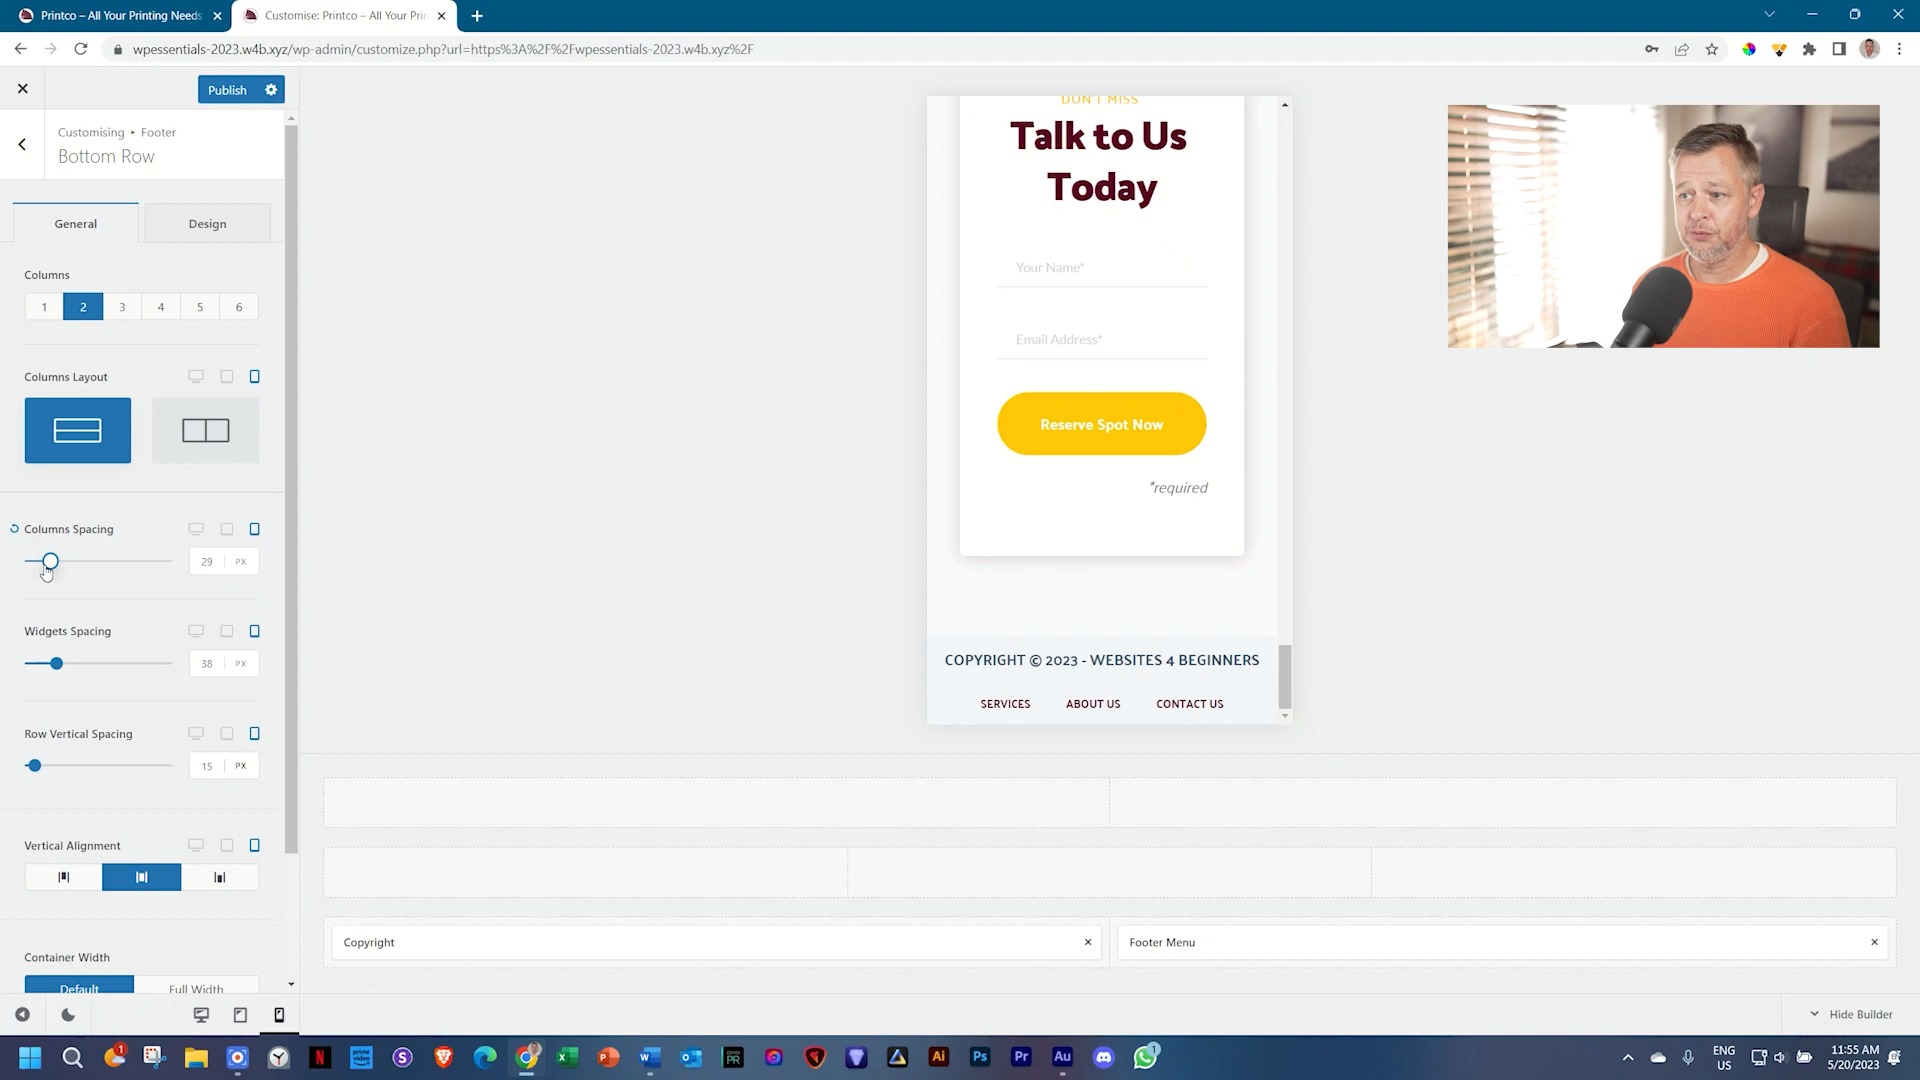 Printco – All Your Printing Needs
Customise: Printco – All Your Prin
wpessentials-2023.w4b.xyz/wp-admin/customize.php?url=https%3A%2F%2Fwpessentials-2023.w4b.xyz%2F
Publish
Customising ‣ Footer
Bottom Row
General
Design
Columns
1 2 3 4 5 6
Columns Layout
Columns Spacing
29 PX
Widgets Spacing
38 PX
Row Vertical Spacing
15 PX
Vertical Alignment
Container Width
Default
Full Width
DON'T MISS
Talk to Us
Today
Your Name*
Email Address*
Reserve Spot Now
*required
COPYRIGHT © 2023 - WEBSITES 4 BEGINNERS
SERVICES ABOUT US CONTACT US
Copyright
Footer Menu
Hide Builder
ENG
US
11:55 AM
5/20/2023